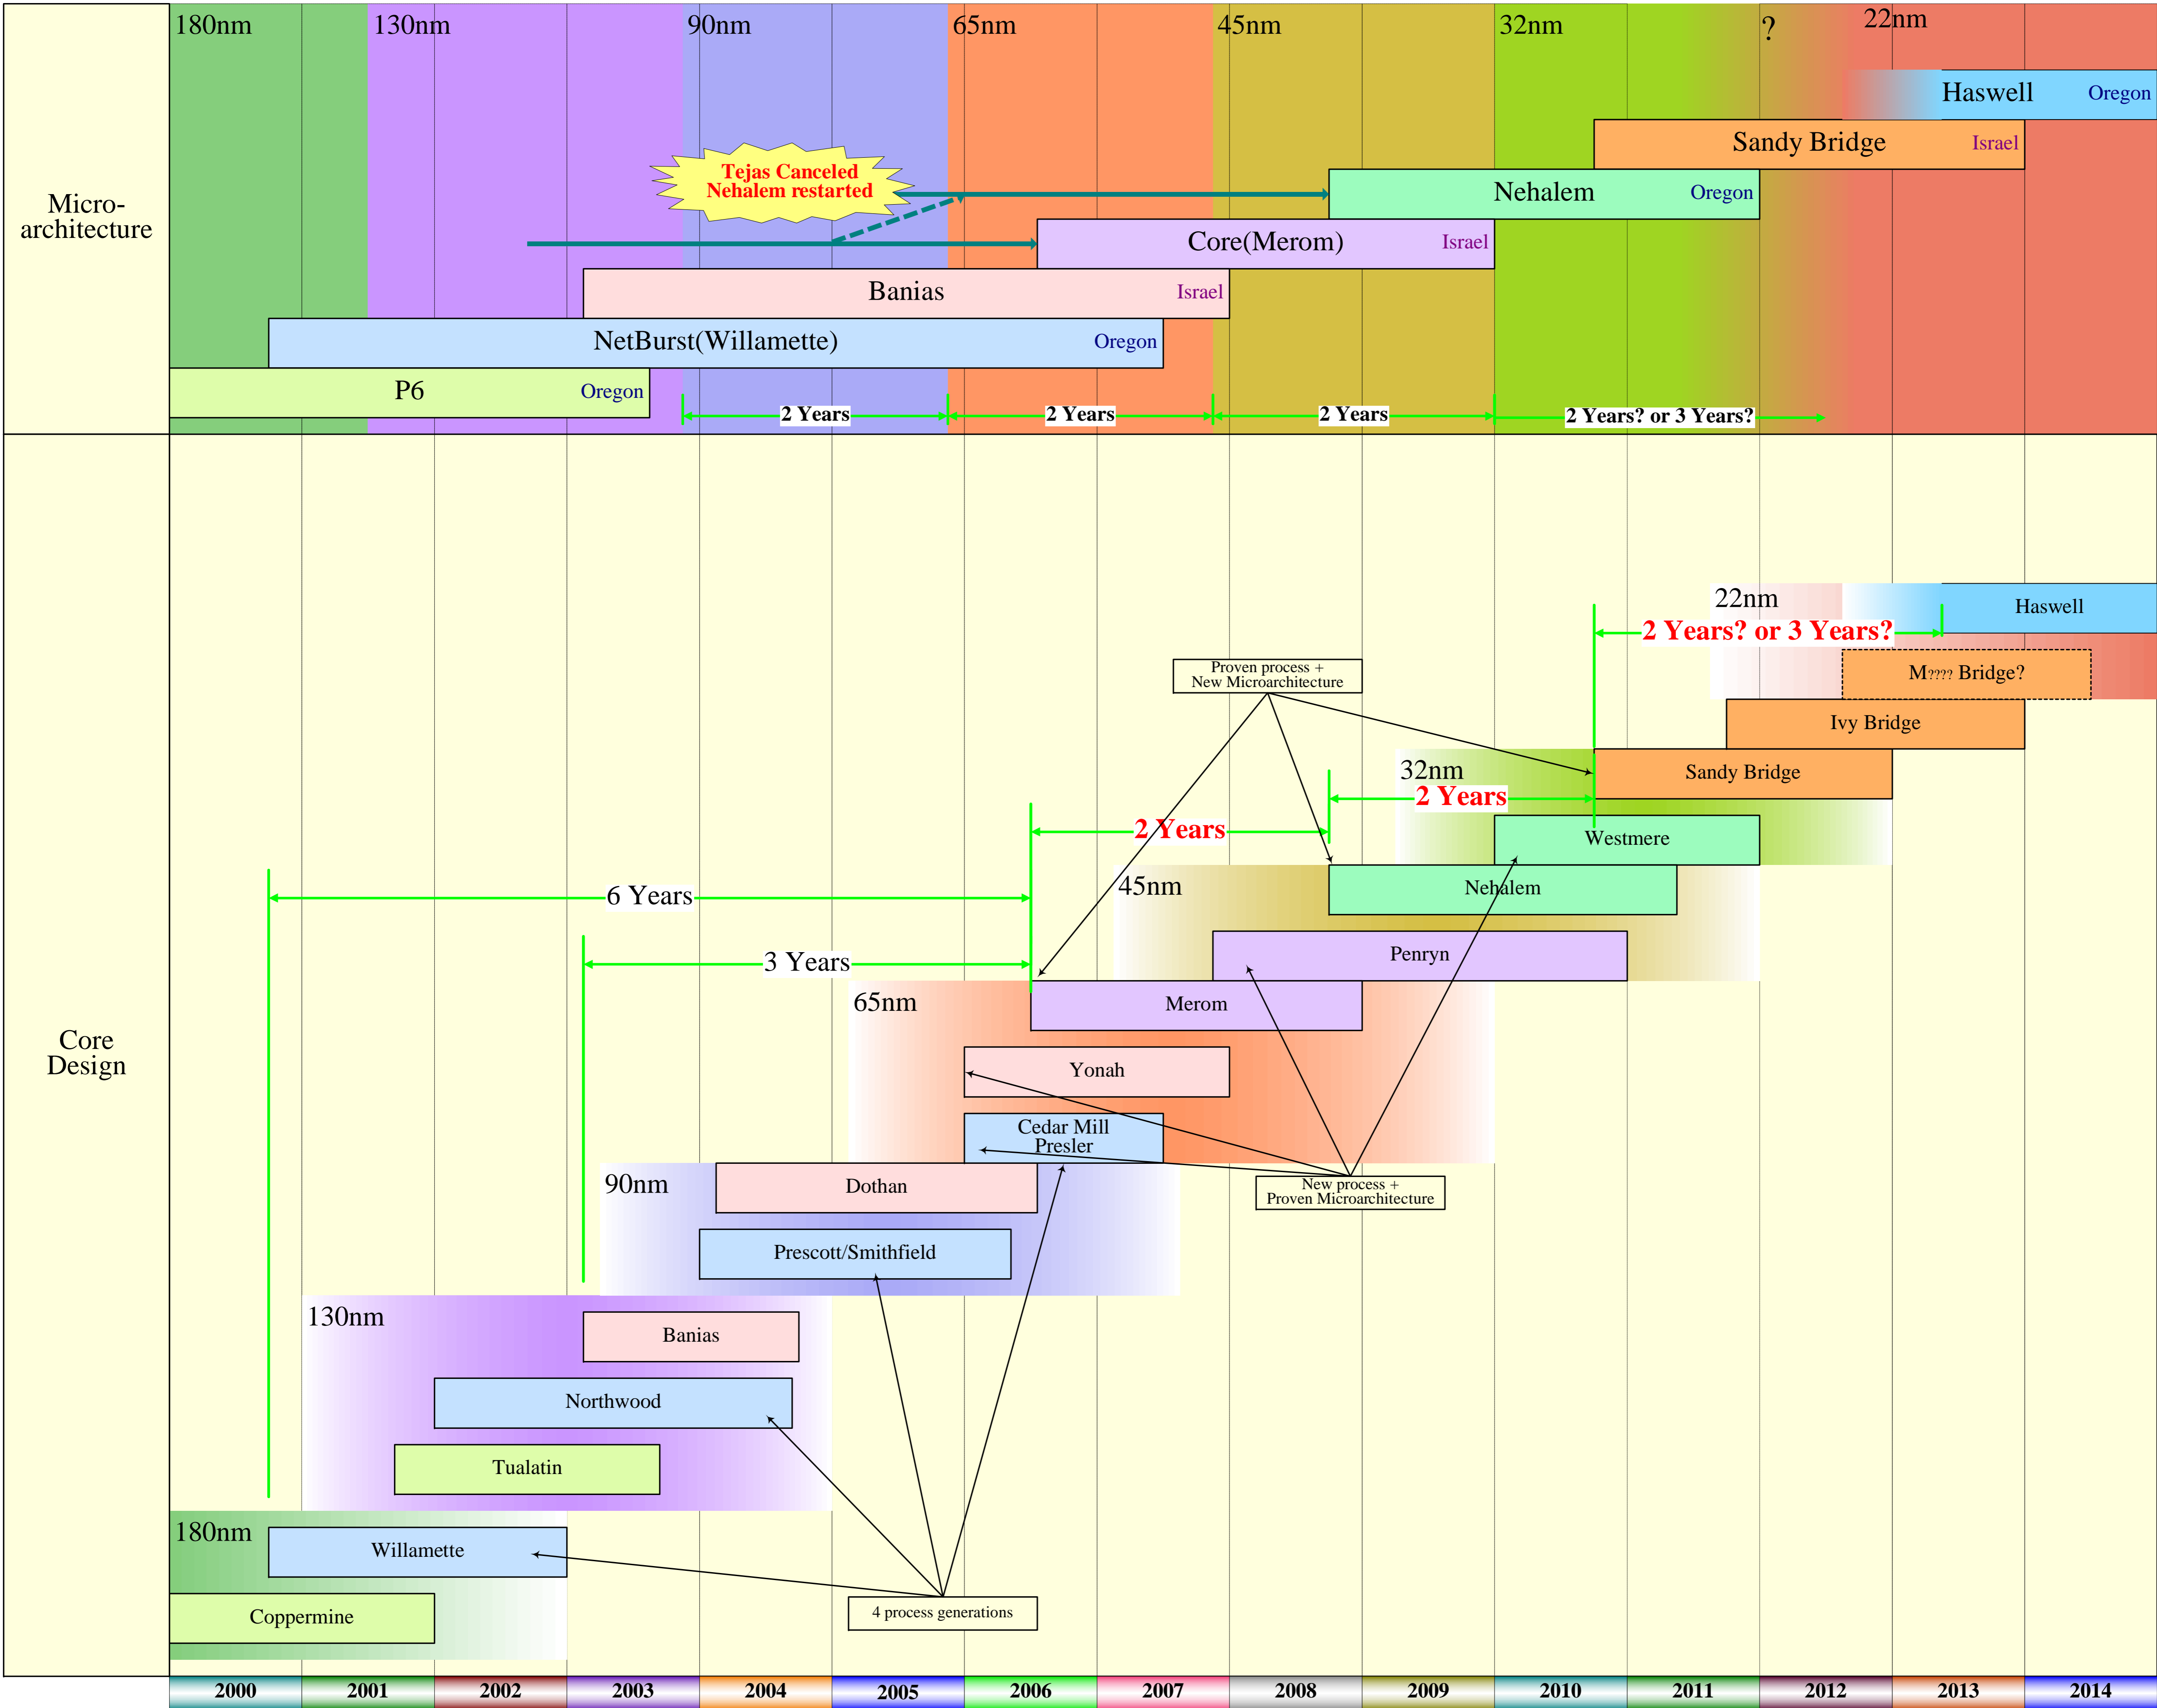 180nm
130nm
90nm
65nm
45nm
32nm
?
22nm
Haswell
Oregon
Sandy Bridge
Israel
Tejas Canceled
Nehalem restarted
Nehalem
Oregon
Micro-
architecture
Core(Merom)
Israel
Banias
Israel
NetBurst(Willamette)
Oregon
P6
Oregon
2 Years
2 Years
2 Years
2 Years? or 3 Years?
22nm
Haswell
2 Years? or 3 Years?
Proven process +
New Microarchitecture
M???? Bridge?
Ivy Bridge
32nm
Sandy Bridge
2 Years
2 Years
Westmere
45nm
Nehalem
6 Years
Penryn
3 Years
65nm
Merom
Core
Design
Yonah
Cedar Mill
Presler
90nm
Dothan
New process +
Proven Microarchitecture
Prescott/Smithfield
130nm
Banias
Northwood
Tualatin
180nm
Willamette
Coppermine
4 process generations
2000
2001
2002
2003
2004
2005
2006
2007
2008
2009
2010
2011
2012
2013
2014